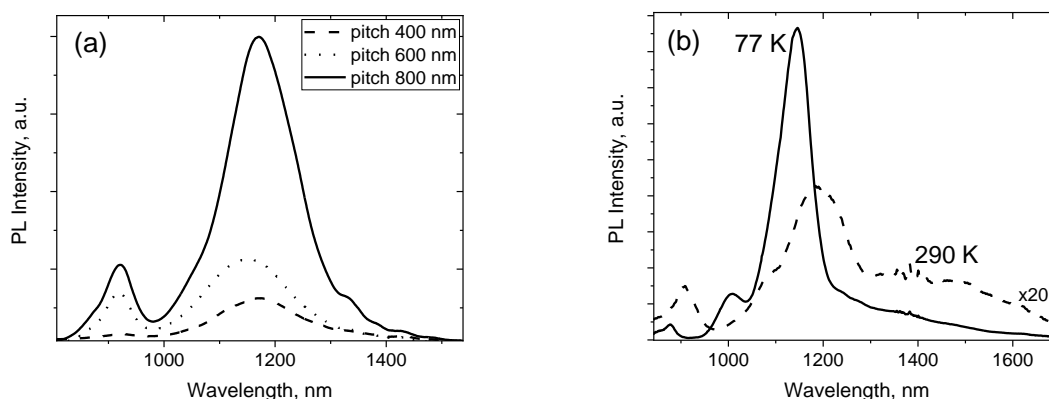 (a)
pitch 400 nm
pitch 600 nm
pitch 800 nm
PL Intensity, a.u.
1000 1200 1400
Wavelength, nm
(b)
77 K
290 K
x20
PL Intensity, a.u.
1000 1200 1400 1600
Wavelength, nm